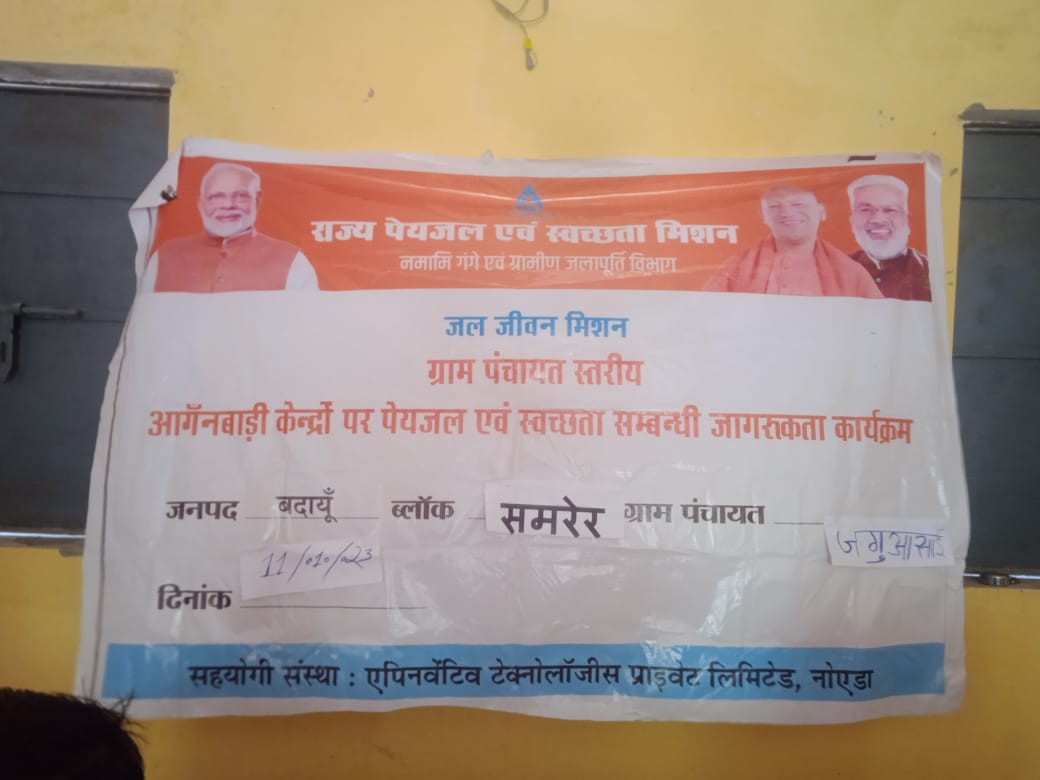 राज्य पेयजल एवं स्वच्छता मिशन
नमामि गंगे एवं ग्रामीण जलापूर्ति विभाग
जल जीवन मिशन
ग्राम पंचायत स्तरीय
आगँनबाड़ी केन्द्रों पर पेयजल एवं स्वच्छता सम्बन्धी जागरूकता कार्यक्रम
जनपद बदायूँ ब्लॉक समरेर ग्राम पंचायत जगुआसाई
दिनांक 11/01/023
सहयोगी संस्था : एपिनवेंटिव टेक्नोलॉजीस प्राइवेट लिमिटेड, नोएडा